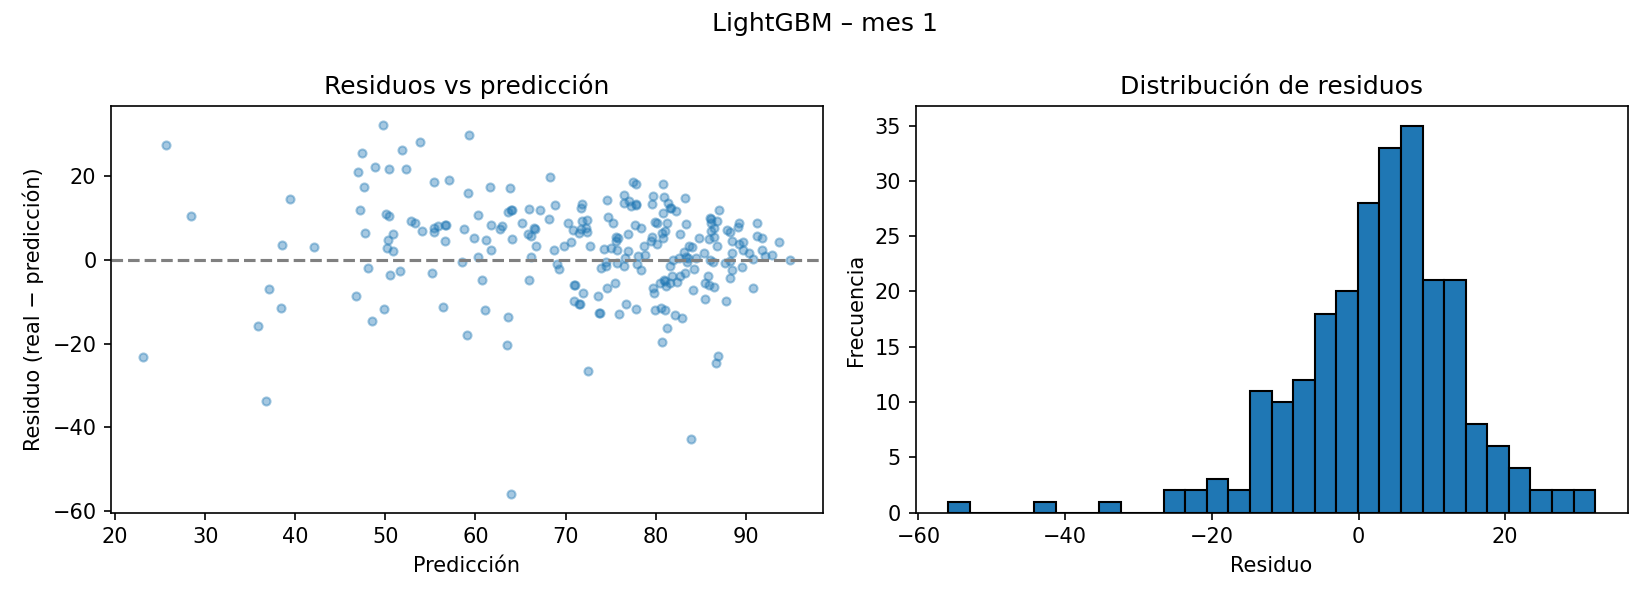 LightGBM – mes 1
Residuos vs predicción
Residuo (real − predicción)
20
0
−20
−40
−60
20 30 40 50 60 70 80 90
Predicción
Distribución de residuos
Frecuencia
35
30
25
20
15
10
5
0
−60 −40 −20 0 20
Residuo